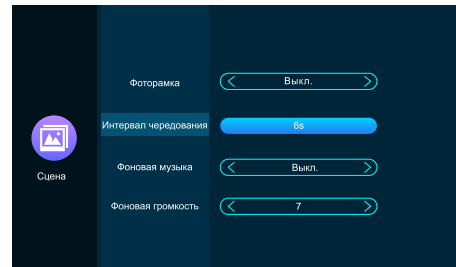 Фоторамка
Выкл.
Интервал чередования
6s
Сцена
Фоновая музыка
Выкл.
Фоновая громкость
7